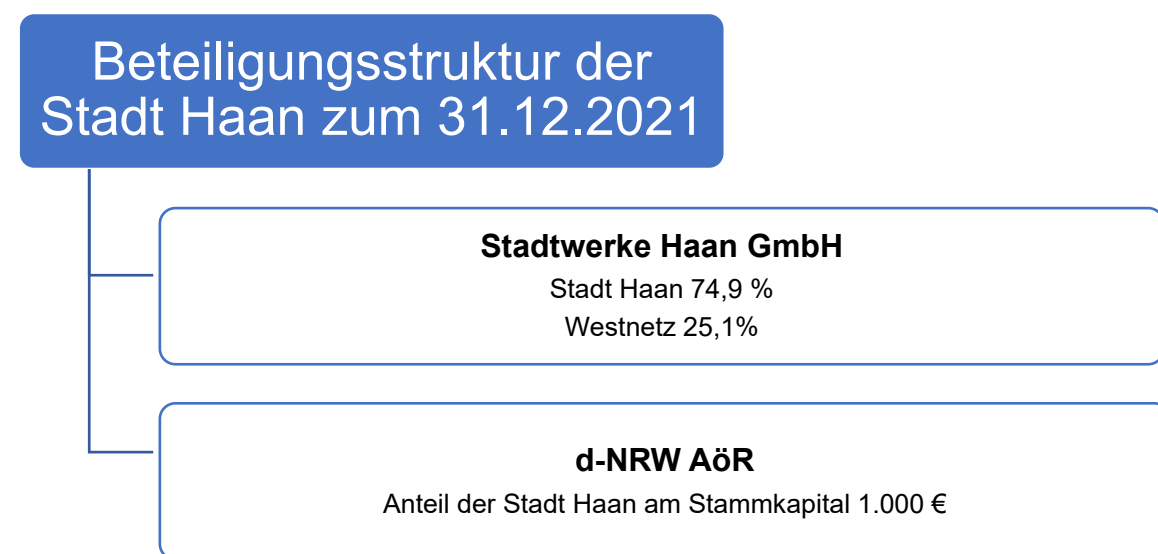 Beteiligungsstruktur der
Stadt Haan zum 31.12.2021
Stadtwerke Haan GmbH
Stadt Haan 74,9 %
Westnetz 25,1%
d-NRW AöR
Anteil der Stadt Haan am Stammkapital 1.000 €